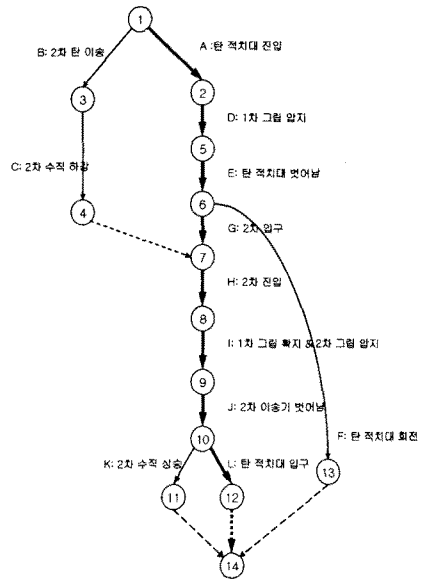 1
A: 탄 적치대 진입
B: 2차 탄 이송
3
2
D: 1차 그립 압지
5
C: 2차 수직 하강
E: 탄 적치대 벗어남
4
6
G: 2차 입구
7
H: 2차 진입
8
I: 1차 그립 확지 & 2차 그립 압지
9
J: 2차 이송기 벗어남
10
F: 탄 적치대 회전
K: 2차 수직 상승
L: 탄 적치대 입구
13
11
12
14